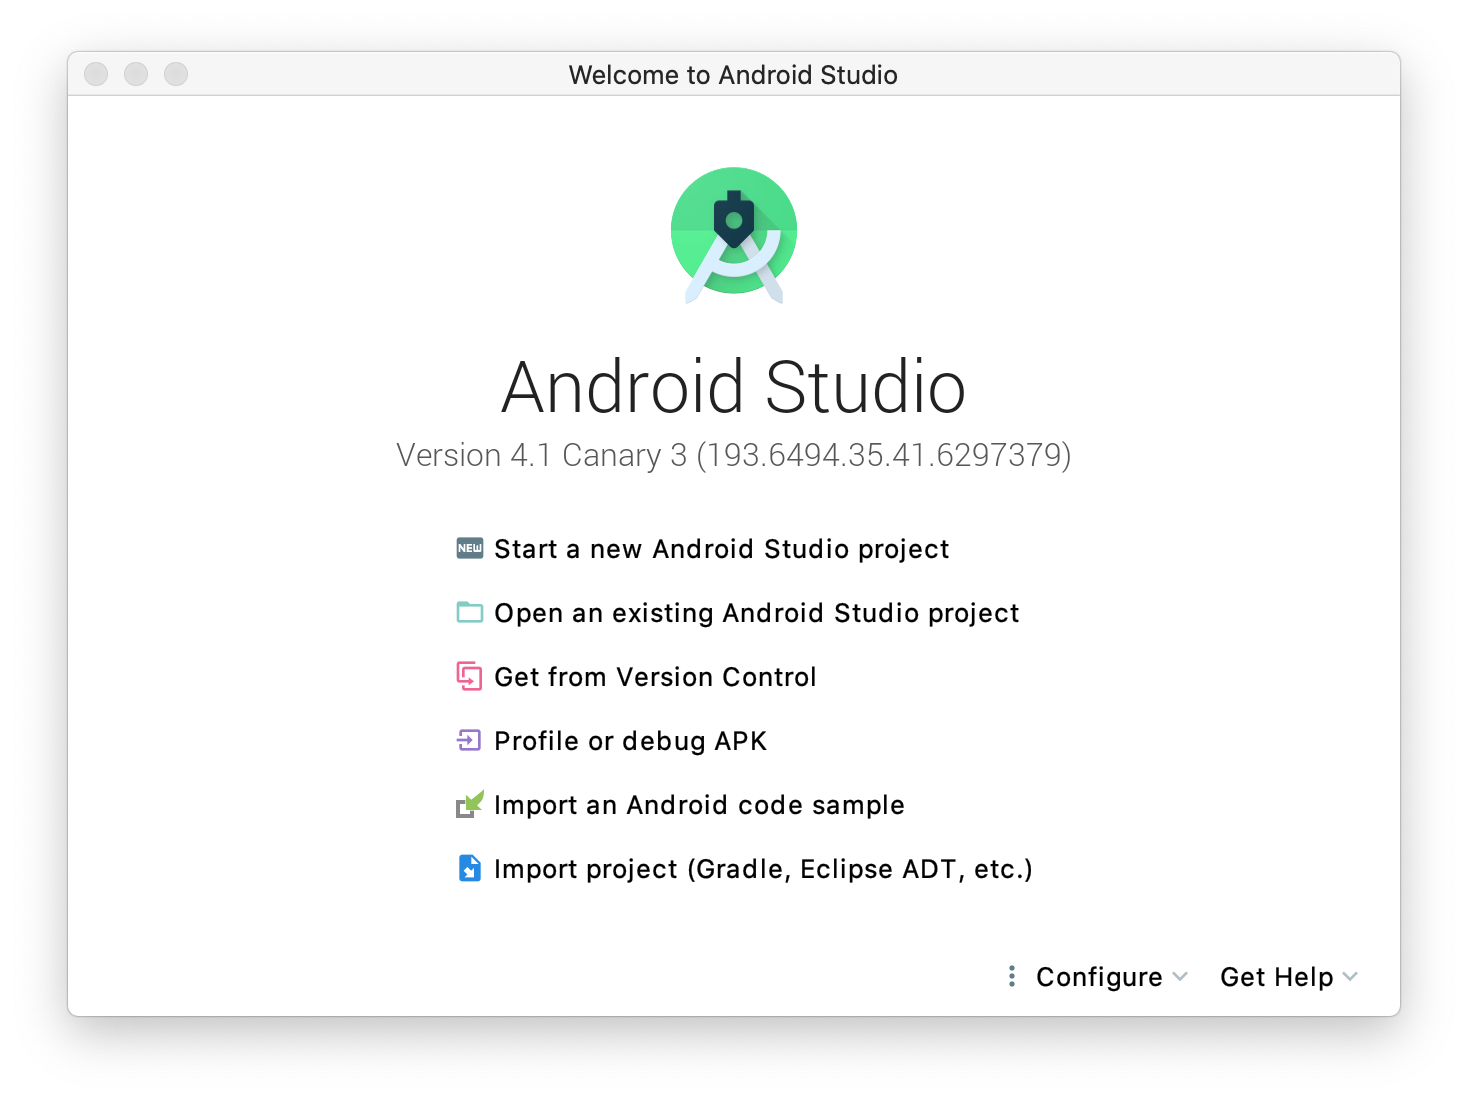 Welcome to Android Studio
Android Studio
Version 4.1 Canary 3 (193.6494.35.41.6297379)
NEW Start a new Android Studio project
Open an existing Android Studio project
Get from Version Control
Profile or debug APK
Import an Android code sample
Import project (Gradle, Eclipse ADT, etc.)
Configure Get Help